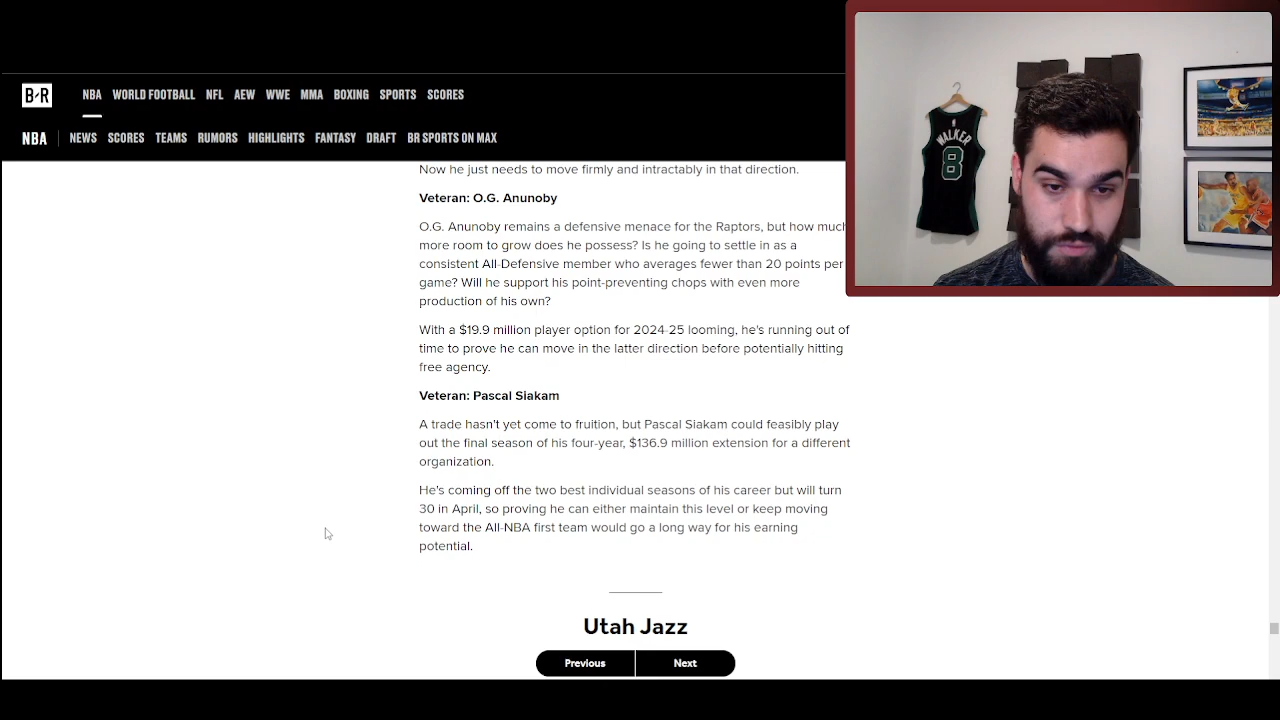 B/R
NBA WORLD FOOTBALL NFL AEW WWE MMA BOXING SPORTS SCORES
NBA NEWS SCORES TEAMS RUMORS HIGHLIGHTS FANTASY DRAFT BR SPORTS ON MAX
Now he just needs to move firmly and intractably in that direction.
Veteran: O.G. Anunoby
O.G. Anunoby remains a defensive menace for the Raptors, but how much
more room to grow does he possess? Is he going to settle in as a
consistent All-Defensive member who averages fewer than 20 points per
game? Will he support his point-preventing chops with even more
production of his own?
With a $19.9 million player option for 2024-25 looming, he's running out of
time to prove he can move in the latter direction before potentially hitting
free agency.
Veteran: Pascal Siakam
A trade hasn't yet come to fruition, but Pascal Siakam could feasibly play
out the final season of his four-year, $136.9 million extension for a different
organization.
He's coming off the two best individual seasons of his career but will turn
30 in April, so proving he can either maintain this level or keep moving
toward the All-NBA first team would go a long way for his earning
potential.
Utah Jazz
Previous Next
WALKER
8